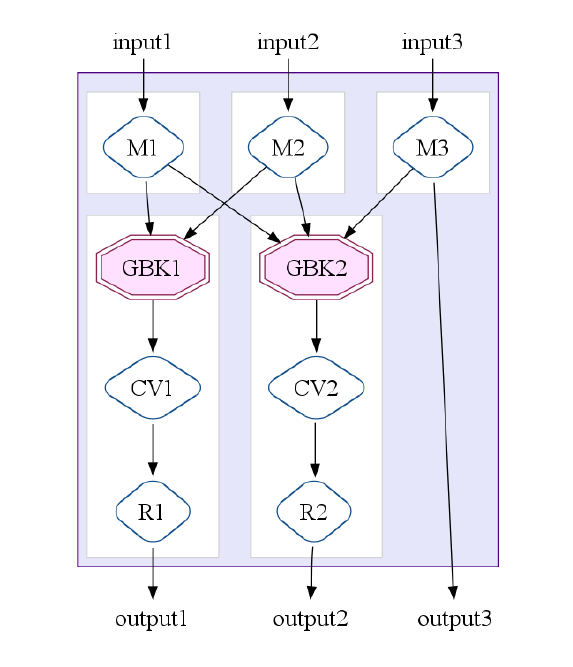 input1 input2 input3
M1 M2 M3
GBK1 GBK2
CV1 CV2
R1 R2
output1 output2 output3